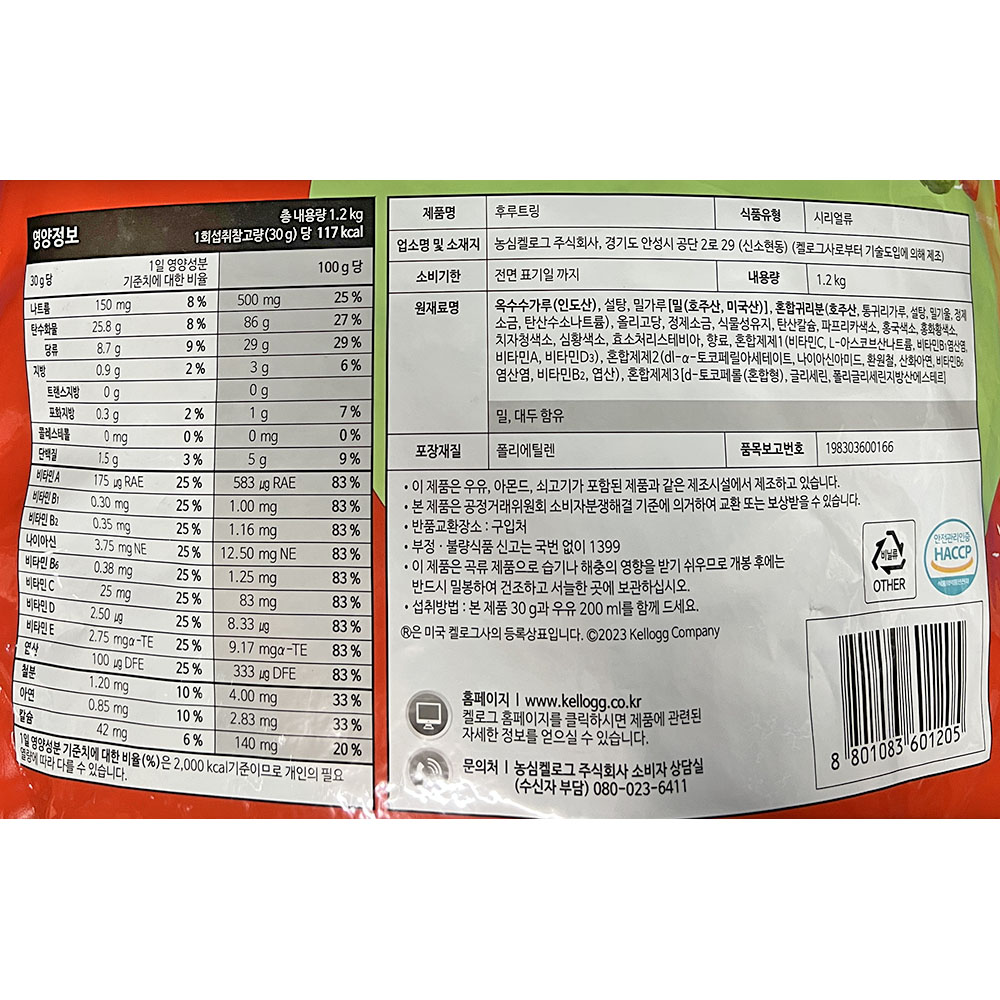 영양정보
총 내용량 1.2 kg
1회섭취참고량(30 g) 당 117 kcal
30 g당 1일 영양성분 기준치에 대한 비율 100 g당
나트륨 150 mg 8 % 500 mg 25 %
탄수화물 25.8 g 8 % 86 g 27 %
당류 8.7 g 9 % 29 g 29 %
지방 0.9 g 2 % 3 g 6 %
트랜스지방 0 g 0 g
포화지방 0.3 g 2 % 1 g 7 %
콜레스테롤 0 mg 0 % 0 mg 0 %
단백질 1.5 g 3 % 5 g 9 %
비타민 A 175 μg RAE 25 % 583 μg RAE 83 %
비타민 B1 0.30 mg 25 % 1.00 mg 83 %
비타민 B2 0.35 mg 25 % 1.16 mg 83 %
나이아신 3.75 mg NE 25 % 12.50 mg NE 83 %
비타민 B6 0.38 mg 25 % 1.25 mg 83 %
비타민 C 25 mg 25 % 83 mg 83 %
비타민 D 2.50 μg 25 % 8.33 μg 83 %
비타민 E 2.75 mgα-TE 25 % 9.17 mgα-TE 83 %
엽산 100 μg DFE 25 % 333 μg DFE 83 %
철분 1.20 mg 10 % 4.00 mg 33 %
아연 0.85 mg 10 % 2.83 mg 33 %
칼슘 42 mg 6 % 140 mg 20 %
1일 영양성분 기준치에 대한 비율(%)은 2,000 kcal기준이므로 개인의 필요
열량에 따라 다를 수 있습니다.
제품명 후루트링 식품유형 시리얼류
업소명 및 소재지 농심켈로그 주식회사, 경기도 안성시 공단 2로 29 (신소현동) (켈로그사로부터 기술도입에 의해 제조)
소비기한 전면 표기일 까지 내용량 1.2 kg
원재료명 옥수수가루(인도산), 설탕, 밀가루[밀(호주산, 미국산)], 혼합귀리분(호주산, 통귀리가루, 설탕, 밀기울, 정제
소금, 탄산수소나트륨), 올리고당, 정제소금, 식물성유지, 탄산칼슘, 파프리카색소, 홍국색소, 홍화황색소,
치자청색소, 심황색소, 효소처리스테비아, 향료, 혼합제제1(비타민C, L-아스코브산나트륨, 비타민B1염산염,
비타민A, 비타민D3), 혼합제제2(dl-α-토코페릴아세테이트, 나이아신아미드, 환원철, 산화아연, 비타민B6
염산염, 비타민B2, 엽산), 혼합제제3[d-토코페롤(혼합형), 글리세린, 폴리글리세린지방산에스테르]
밀, 대두 함유
포장재질 폴리에틸렌 품목보고번호 198303600166
• 이 제품은 우유, 아몬드, 쇠고기가 포함된 제품과 같은 제조시설에서 제조하고 있습니다.
• 본 제품은 공정거래위원회 소비자분쟁해결 기준에 의거하여 교환 또는 보상받을 수 있습니다.
• 반품교환장소 : 구입처
• 부정 · 불량식품 신고는 국번 없이 1399
• 이 제품은 곡류 제품으로 습기나 해충의 영향을 받기 쉬우므로 개봉 후에는
반드시 밀봉하여 건조하고 서늘한 곳에 보관하십시오.
• 섭취방법 : 본 제품 30 g과 우유 200 ml를 함께 드세요.
®은 미국 켈로그사의 등록상표입니다. ©2023 Kellogg Company
비닐류
OTHER
안전관리인증
HACCP
식품의약품안전처
홈페이지 | www.kellogg.co.kr
켈로그 홈페이지를 클릭하시면 제품에 관련된
자세한 정보를 얻으실 수 있습니다.
문의처 | 농심켈로그 주식회사 소비자 상담실
(수신자 부담) 080-023-6411
8 801083 601205